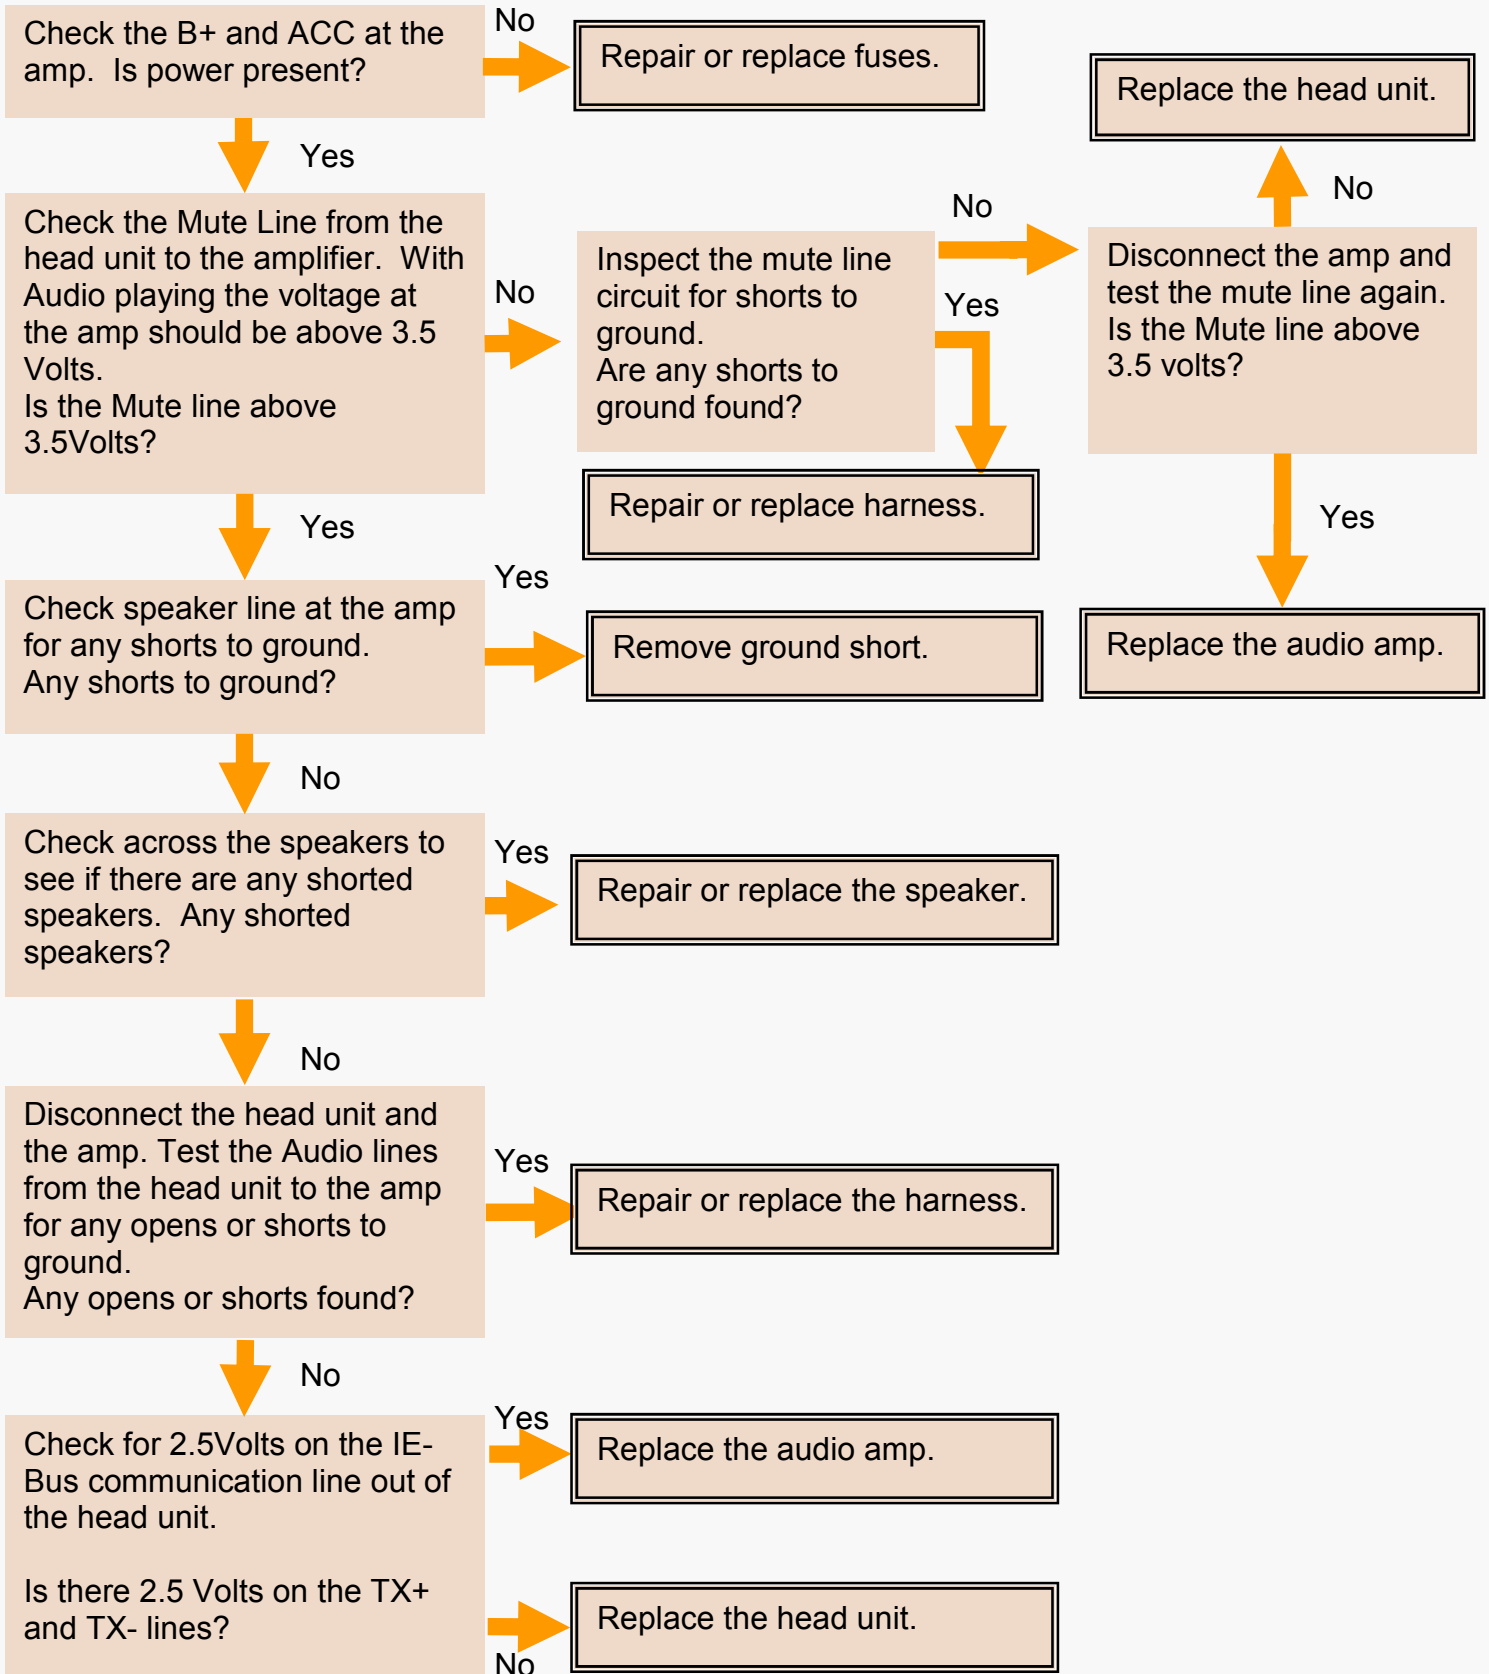 Check the B+ and ACC at the
amp.  Is power present?
No
Repair or replace fuses.
Yes
Check the Mute Line from the
head unit to the amplifier.  With
Audio playing the voltage at
the amp should be above 3.5
Volts.
Is the Mute line above
3.5Volts?
No
Inspect the mute line
circuit for shorts to
ground.
Are any shorts to
ground found?
No
Yes
Repair or replace harness.
Disconnect the amp and
test the mute line again.
Is the Mute line above
3.5 volts?
No
Replace the head unit.
Yes
Replace the audio amp.
Yes
Check speaker line at the amp
for any shorts to ground.
Any shorts to ground?
Yes
Remove ground short.
No
Check across the speakers to
see if there are any shorted
speakers.  Any shorted
speakers?
Yes
Repair or replace the speaker.
No
Disconnect the head unit and
the amp. Test the Audio lines
from the head unit to the amp
for any opens or shorts to
ground.
Any opens or shorts found?
Yes
Repair or replace the harness.
No
Check for 2.5Volts on the IE-
Bus communication line out of
the head unit.
Is there 2.5 Volts on the TX+
and TX- lines?
Yes
Replace the audio amp.
Replace the head unit.
No